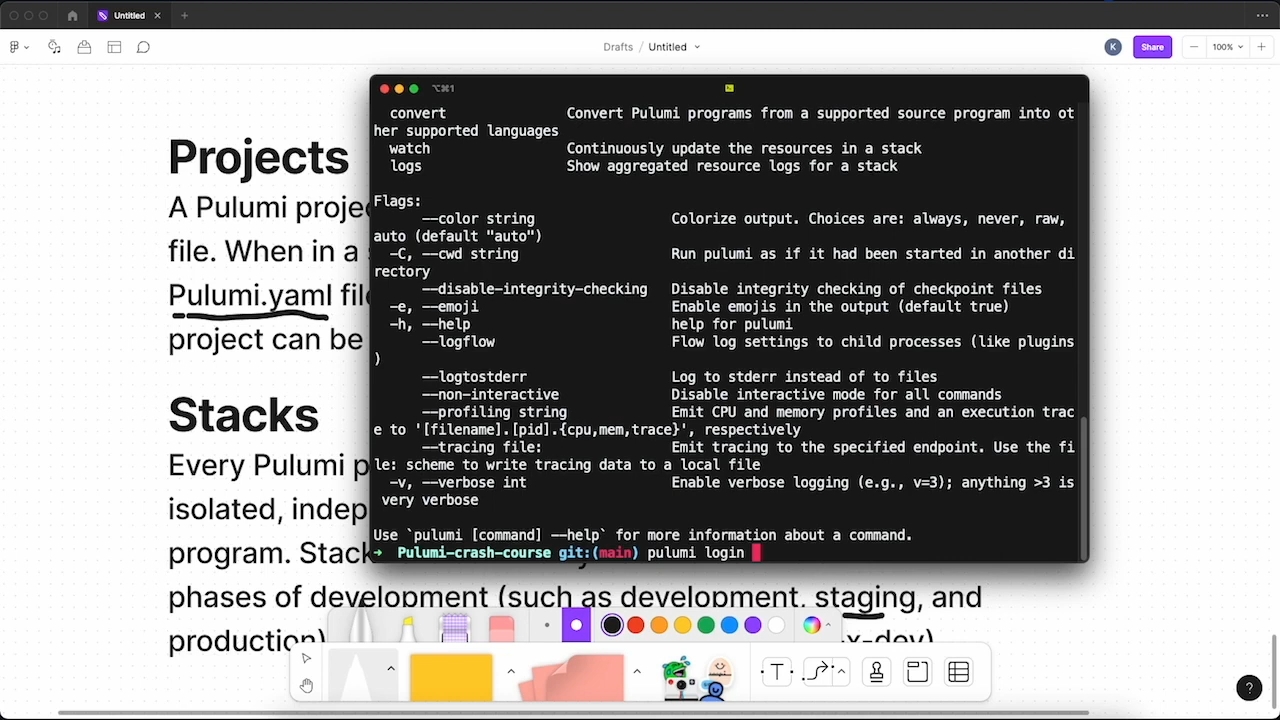 Untitled
Drafts / Untitled
K
Share
100%
Projects
A Pulumi proje
file. When in a
Pulumi.yaml file
project can be
Stacks
Every Pulumi p
isolated, indep
program. Stack
phases of development (such as development, staging, and
production)
x-dev)
⌥⌘1
convert Convert Pulumi programs from a supported source program into ot
her supported languages
watch Continuously update the resources in a stack
logs Show aggregated resource logs for a stack
Flags:
--color string Colorize output. Choices are: always, never, raw,
auto (default "auto")
-C, --cwd string Run pulumi as if it had been started in another di
rectory
--disable-integrity-checking Disable integrity checking of checkpoint files
-e, --emoji Enable emojis in the output (default true)
-h, --help help for pulumi
--logflow Flow log settings to child processes (like plugins
)
--logtostderr Log to stderr instead of to files
--non-interactive Disable interactive mode for all commands
--profiling string Emit CPU and memory profiles and an execution trac
e to '[filename].[pid].{cpu,mem,trace}', respectively
--tracing file: Emit tracing to the specified endpoint. Use the fi
le: scheme to write tracing data to a local file
-v, --verbose int Enable verbose logging (e.g., v=3); anything >3 is
very verbose
Use `pulumi [command] --help` for more information about a command.
➜ Pulumi-crash-course git:(main) pulumi login
T
?